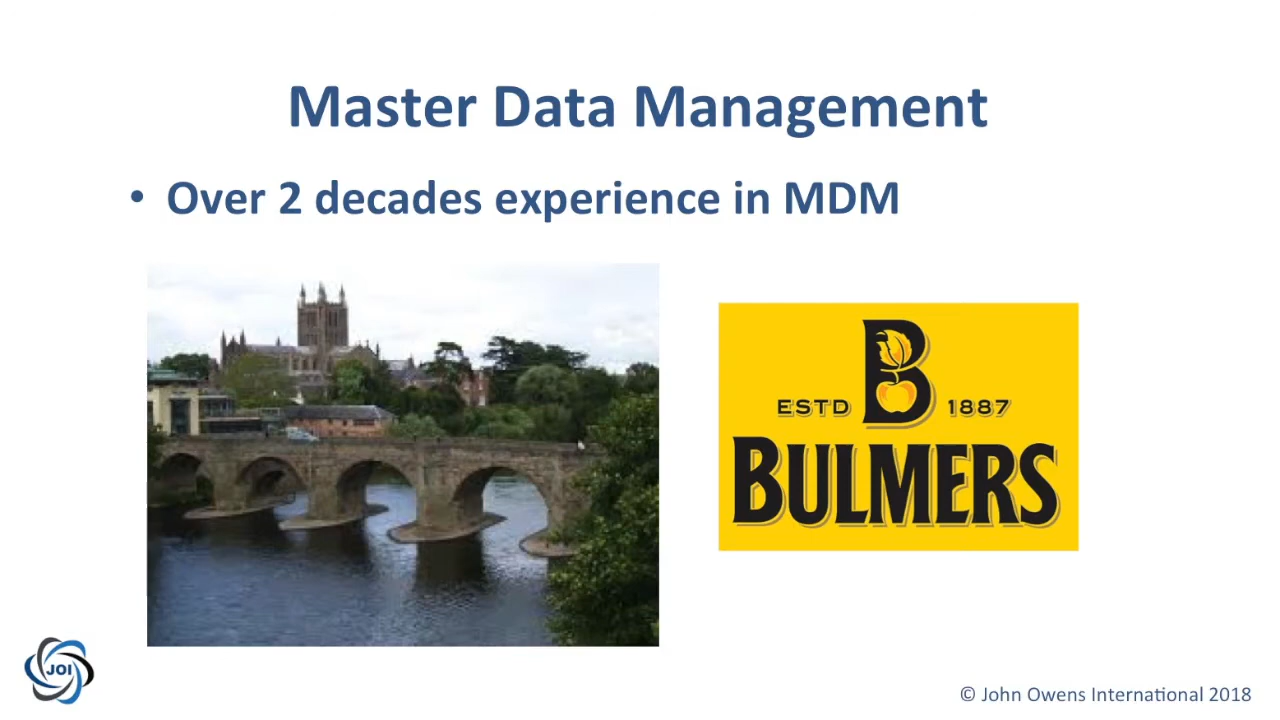 Master Data Management
• Over 2 decades experience in MDM
B
ESTD 1887
BULMERS
JOI
© John Owens International 2018